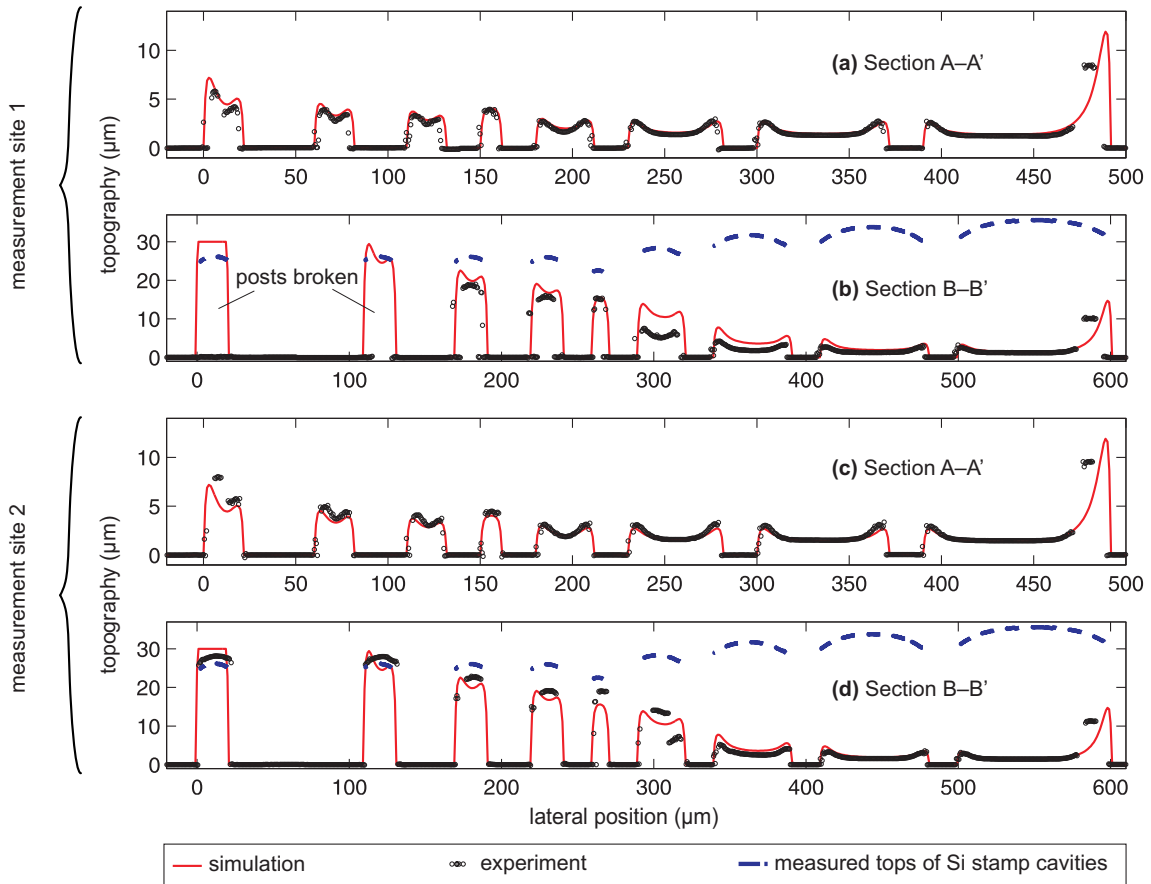 measurement site 1
measurement site 2
topography (μm)
topography (μm)
10
5
0
(a) Section A–A’
0 50 100 150 200 250 300 350 400 450 500
30
20
10
0
posts broken
(b) Section B–B’
0 100 200 300 400 500 600
10
5
0
(c) Section A–A’
0 50 100 150 200 250 300 350 400 450 500
30
20
10
0
(d) Section B–B’
0 100 200 300 400 500 600
lateral position (μm)
simulation experiment measured tops of Si stamp cavities